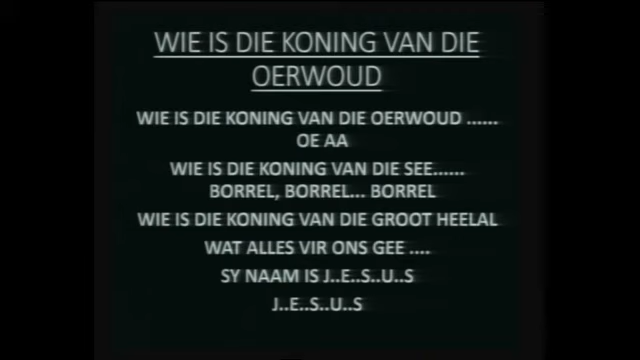 WIE IS DIE KONING VAN DIE
OERWOUD
WIE IS DIE KONING VAN DIE OERWOUD ......
OE AA
WIE IS DIE KONING VAN DIE SEE......
BORREL, BORREL... BORREL
WIE IS DIE KONING VAN DIE GROOT HEELAL
WAT ALLES VIR ONS GEE ....
SY NAAM IS J..E..S..U..S
J..E..S..U..S